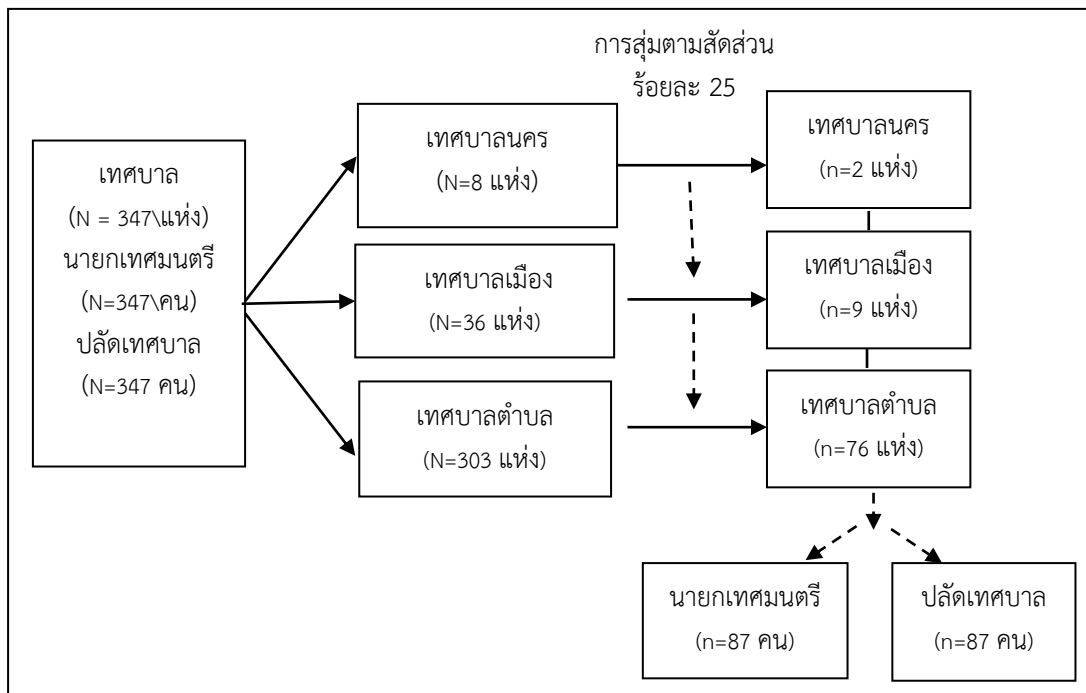 การสุ่มตามสัดส่วน
ร้อยละ 25
เทศบาล
(N = 347\แห่ง)
นายกเทศมนตรี
(N=347\คน)
ปลัดเทศบาล
(N=347 คน)
เทศบาลนคร
(N=8 แห่ง)
เทศบาลเมือง
(N=36 แห่ง)
เทศบาลตำบล
(N=303 แห่ง)
เทศบาลนคร
(n=2 แห่ง)
เทศบาลเมือง
(n=9 แห่ง)
เทศบาลตำบล
(n=76 แห่ง)
นายกเทศมนตรี
(n=87 คน)
ปลัดเทศบาล
(n=87 คน)